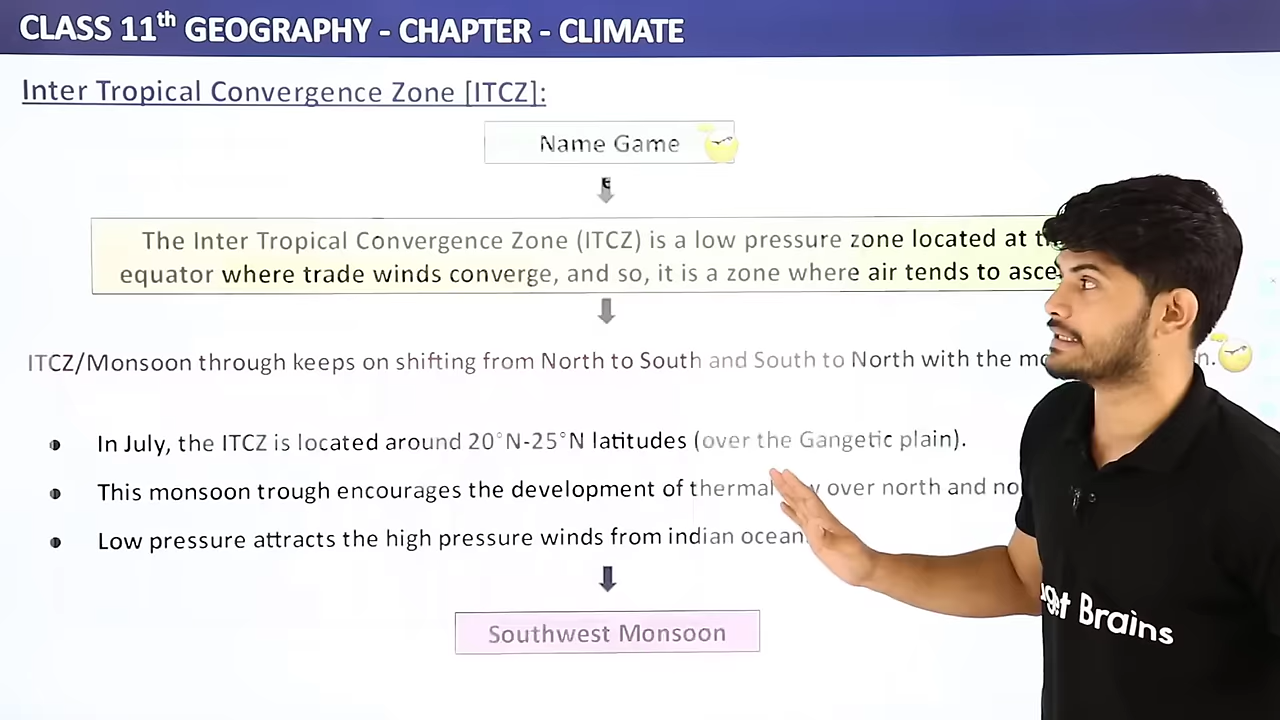 CLASS 11th GEOGRAPHY - CHAPTER - CLIMATE
Inter Tropical Convergence Zone [ITCZ]:
Name Game
The Inter Tropical Convergence Zone (ITCZ) is a low pressure zone located at
equator where trade winds converge, and so, it is a zone where air tends to
ITCZ/Monsoon through keeps on shifting from North to South and South to North with the
In July, the ITCZ is located around 20°N-25°N latitudes (over the Gangetic plain).
This monsoon trough encourages the development of thermal over north and
Low pressure attracts the high pressure winds from indian ocean.
Southwest Monsoon
Brains